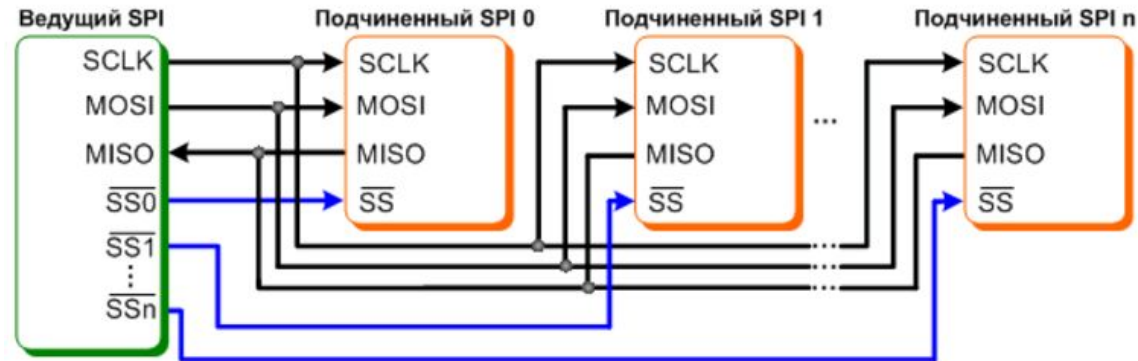 Ведущий SPI
SCLK
MOSI
MISO
SS0
SS1
⋮
SSn
Подчиненный SPI 0
SCLK
MOSI
MISO
SS
Подчиненный SPI 1
SCLK
MOSI
MISO
SS
...
Подчиненный SPI n
SCLK
MOSI
MISO
SS